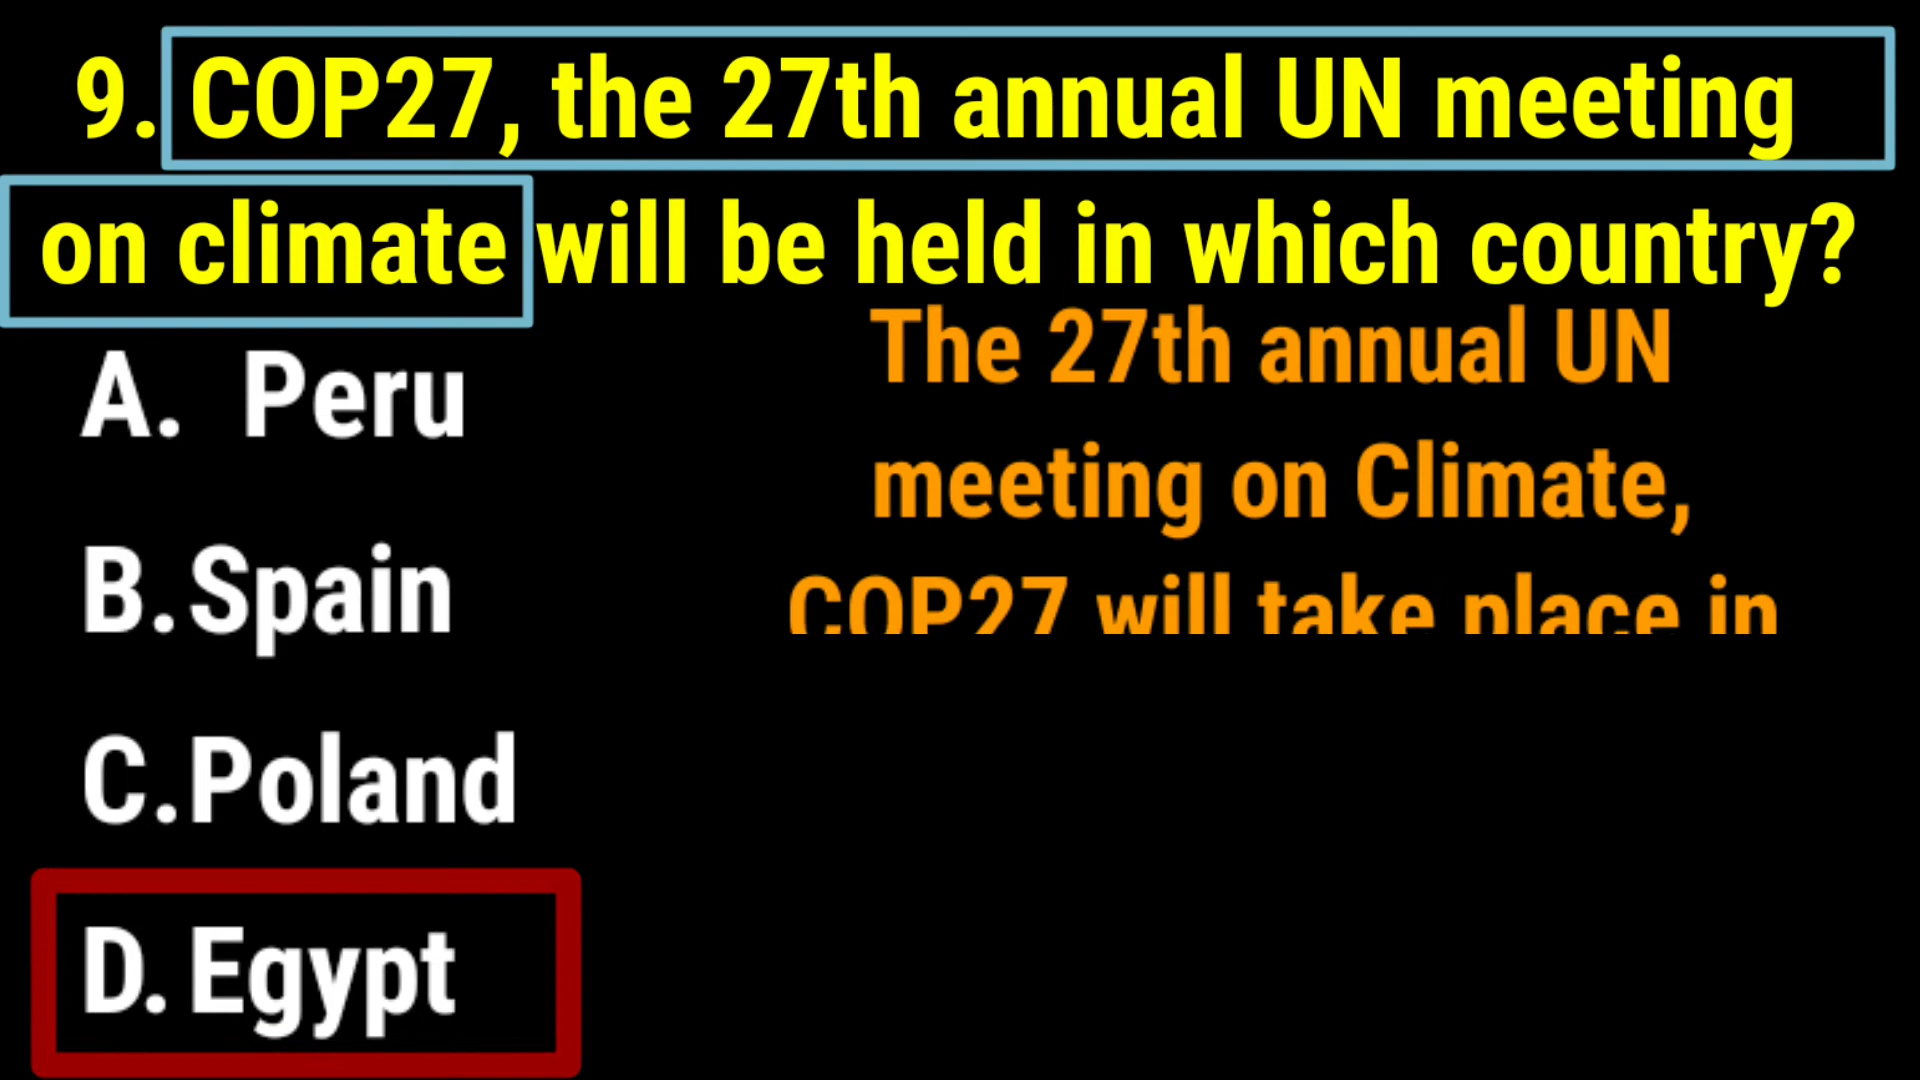 9. COP27, the 27th annual UN meeting
on climate will be held in which country?
A. Peru
B. Spain
C. Poland
D. Egypt
The 27th annual UN
meeting on Climate,
COP27 will take place in